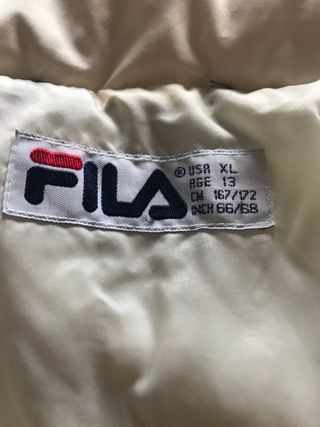 FILA
® USA XL
AGE 13
CM 167/172
INCH 66/68